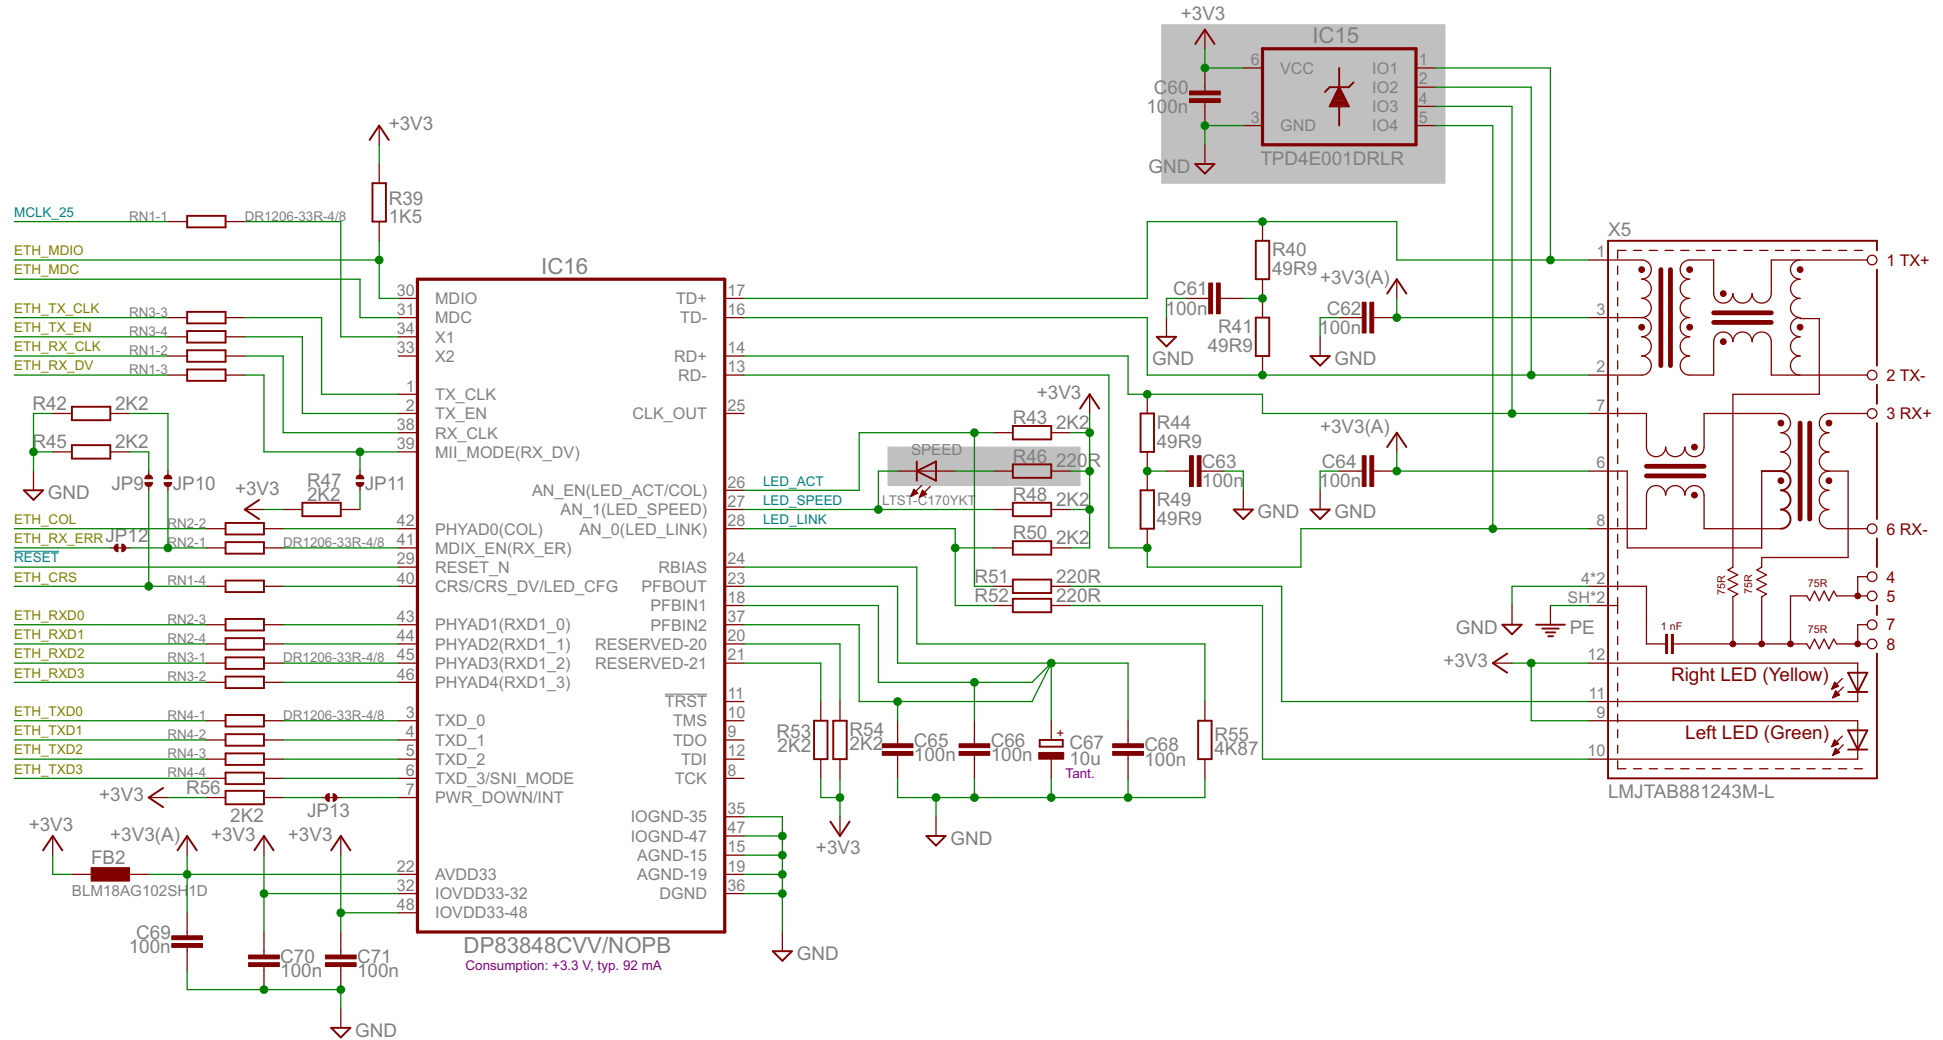 +3V3
IC15
C60
100n
6
VCC
3
GND
IO1
1
IO2
2
IO3
4
IO4
5
GND
TPD4E001DRLR
+3V3
R39
1K5
MCLK_25
RN1-1
DR1206-33R-4/8
ETH_MDIO
ETH_MDC
ETH_TX_CLK
RN3-3
ETH_TX_EN
RN3-4
ETH_RX_CLK
RN1-2
ETH_RX_DV
RN1-3
R42
2K2
R45
2K2
GND
JP9
JP10
+3V3
R47
2K2
JP11
ETH_COL
RN2-2
ETH_RX_ERR
JP12
RN2-1
DR1206-33R-4/8
RESET
ETH_CRS
RN1-4
ETH_RXD0
RN2-3
ETH_RXD1
RN2-4
ETH_RXD2
RN3-1
DR1206-33R-4/8
ETH_RXD3
RN3-2
ETH_TXD0
RN4-1
DR1206-33R-4/8
ETH_TXD1
RN4-2
ETH_TXD2
RN4-3
ETH_TXD3
RN4-4
+3V3
R56
2K2
JP13
+3V3
+3V3(A)
+3V3
+3V3
FB2
BLM18AG102SH1D
C69
100n
C70
100n
C71
100n
GND
IC16
30 MDIO
31 MDC
34 X1
33 X2
1 TX_CLK
2 TX_EN
38 RX_CLK
39 MII_MODE(RX_DV)
42 PHYAD0(COL)
41 MDIX_EN(RX_ER)
29 RESET_N
40 CRS/CRS_DV/LED_CFG
43 PHYAD1(RXD1_0)
44 PHYAD2(RXD1_1)
45 PHYAD3(RXD1_2)
46 PHYAD4(RXD1_3)
3 TXD_0
4 TXD_1
5 TXD_2
6 TXD_3/SNI_MODE
7 PWR_DOWN/INT
22 AVDD33
32 IOVDD33-32
48 IOVDD33-48
TD+ 17
TD- 16
RD+ 14
RD- 13
CLK_OUT 25
AN_EN(LED_ACT/COL) 26
AN_1(LED_SPEED) 27
AN_0(LED_LINK) 28
RBIAS 24
PFBOUT 23
PFBIN1 18
PFBIN2 37
RESERVED-20 20
RESERVED-21 21
TRST 11
TMS 10
TDO 9
TDI 12
TCK 8
IOGND-35 35
IOGND-47 47
AGND-15 15
AGND-19 19
DGND 36
DP83848CVV/NOPB
Consumption: +3.3 V, typ. 92 mA
GND
LED_ACT
LED_SPEED
LED_LINK
SPEED
LTST-C170YKT
+3V3
R43
2K2
R46
220R
R48
2K2
R50
2K2
R51
220R
R52
220R
R53
2K2
R54
2K2
+3V3
C65
100n
C66
100n
+
C67
10u
Tant.
C68
100n
R55
4K87
GND
R40
49R9
C61
100n
GND
R41
49R9
+3V3(A)
C62
100n
GND
R44
49R9
C63
100n
GND
R49
49R9
+3V3(A)
C64
100n
GND
X5
1
3
2
7
6
8
4*2
SH*2
12
11
9
10
GND
PE
+3V3
75R
75R
75R
75R
1 nF
Right LED (Yellow)
Left LED (Green)
1 TX+
2 TX-
3 RX+
6 RX-
4
5
7
8
LMJTAB881243M-L